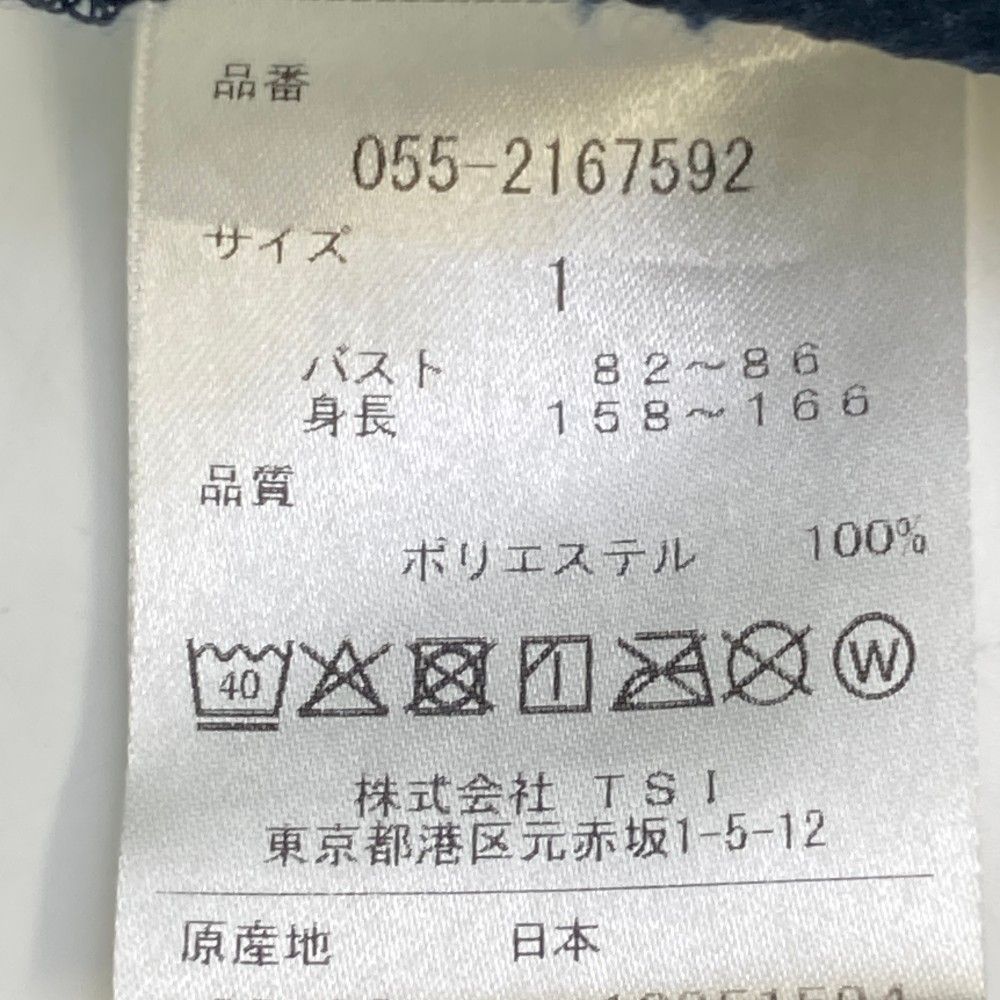 品番
055-2167592
サイズ
1
バスト 82～86
身長 158～166
品質
ポリエステル 100%
40
W
株式会社 TSI
東京都港区元赤坂1-5-12
原産地 日本